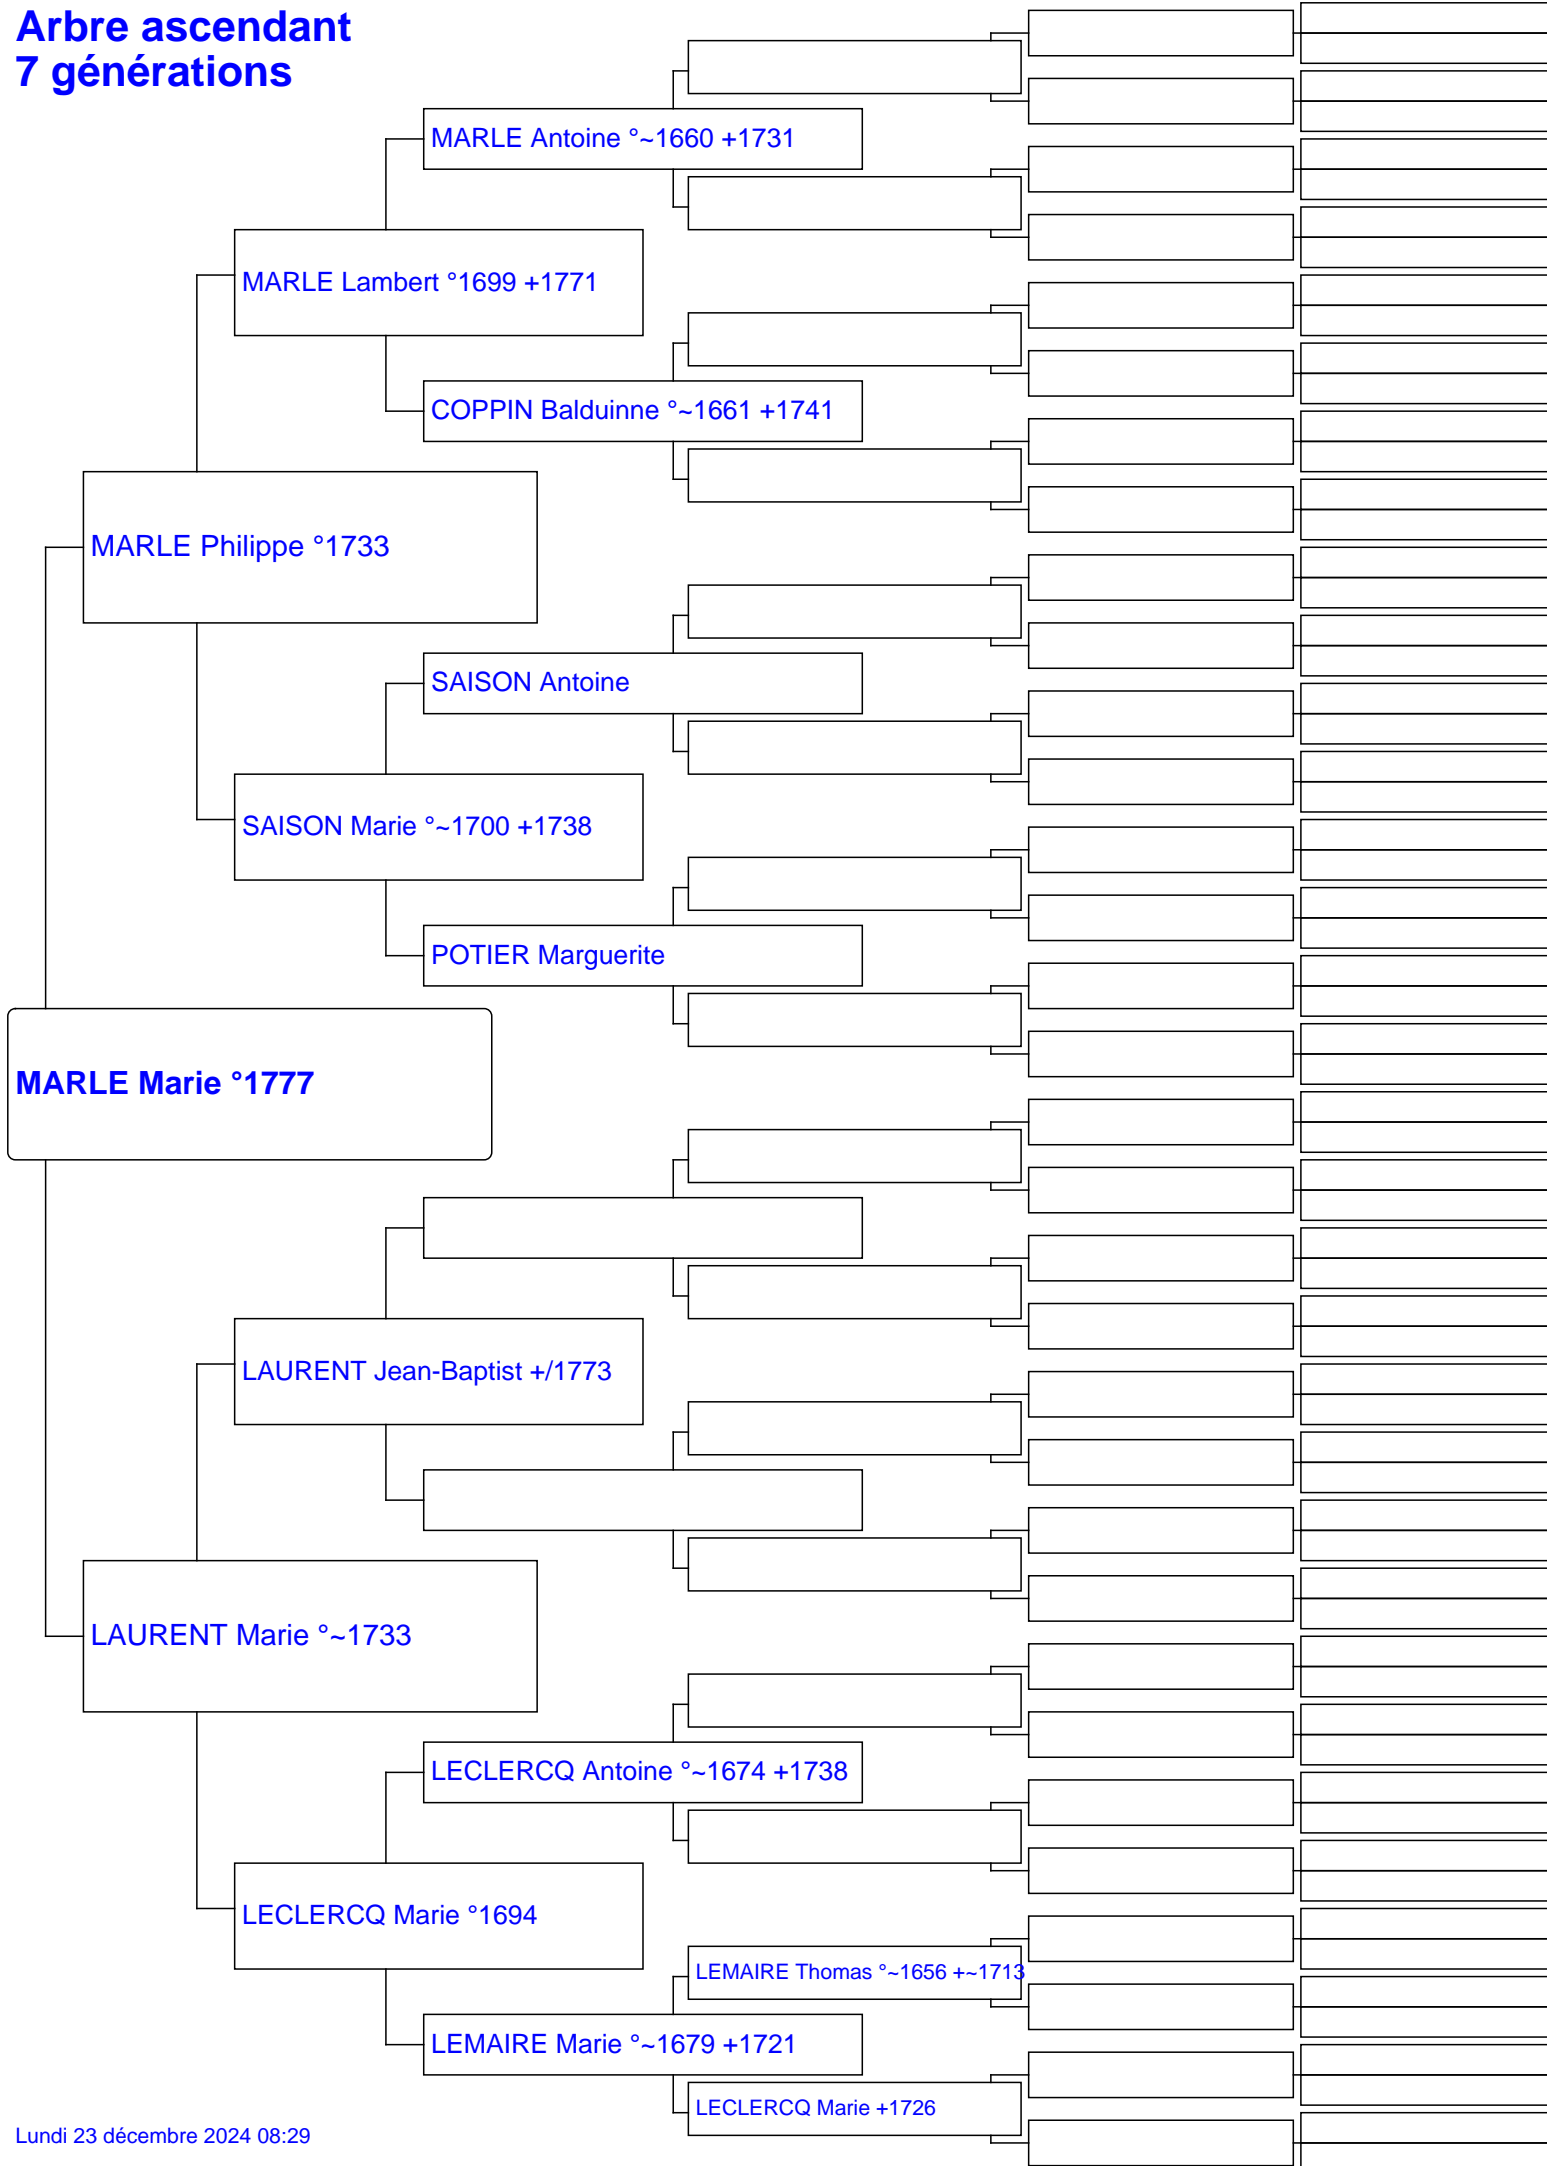 Arbre ascendant
7 générations
MARLE Antoine °~1660 +1731
MARLE Lambert °1699 +1771
COPPIN Balduinne °~1661 +1741
MARLE Philippe °1733
SAISON Antoine
SAISON Marie °~1700 +1738
POTIER Marguerite
MARLE Marie °1777
LAURENT Jean-Baptist +/1773
LAURENT Marie °~1733
LECLERCQ Antoine °~1674 +1738
LECLERCQ Marie °1694
LEMAIRE Thomas °~1656 +~1713
LEMAIRE Marie °~1679 +1721
LECLERCQ Marie +1726
Lundi 23 décembre 2024 08:29